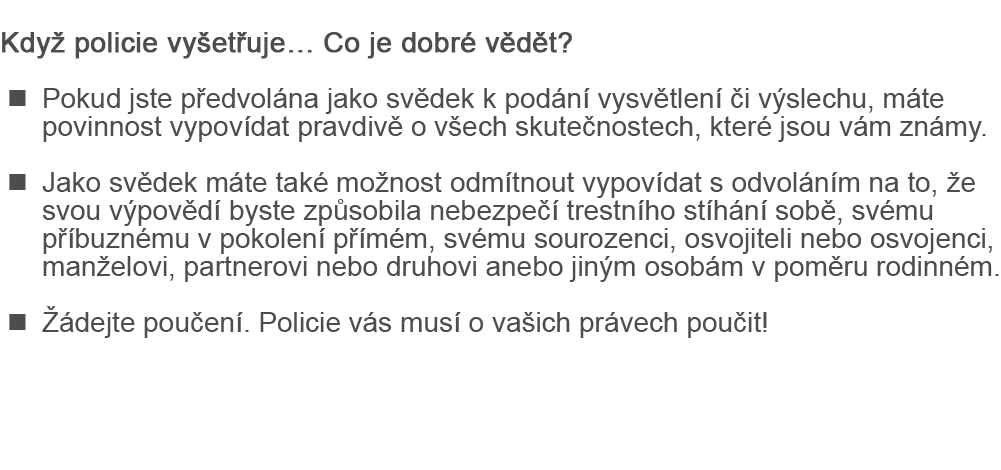 Když policie vyšetřuje… Co je dobré vědět?
■ Pokud jste předvolána jako svědek k podání vysvětlení či výslechu, máte
povinnost vypovídat pravdivě o všech skutečnostech, které jsou vám známy.
■ Jako svědek máte také možnost odmítnout vypovídat s odvoláním na to, že
svou výpovědí byste způsobila nebezpečí trestního stíhání sobě, svému
příbuznému v pokolení přímém, svému sourozenci, osvojiteli nebo osvojenci,
manželovi, partnerovi nebo druhovi anebo jiným osobám v poměru rodinném.
■ Žádejte poučení. Policie vás musí o vašich právech poučit!